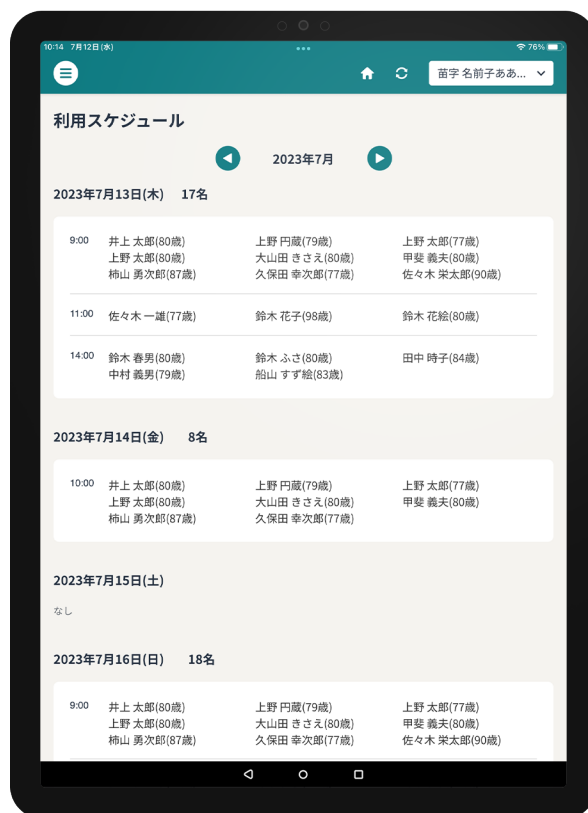 10:14 7月12日(水) 76%
苗字 名前子ああ...
利用スケジュール
2023年7月
2023年7月13日(木) 17名
9:00 井上 太郎(80歳) 上野 円蔵(79歳) 上野 太郎(77歳)
上野 太郎(80歳) 大山田 きさえ(80歳) 甲斐 義夫(80歳)
柿山 勇次郎(87歳) 久保田 幸次郎(77歳) 佐々木 栄太郎(90歳)
11:00 佐々木 一雄(77歳) 鈴木 花子(98歳) 鈴木 花絵(80歳)
14:00 鈴木 春男(80歳) 鈴木 ふさ(80歳) 田中 時子(84歳)
中村 義男(79歳) 船山 すず絵(83歳)
2023年7月14日(金) 8名
10:00 井上 太郎(80歳) 上野 円蔵(79歳) 上野 太郎(77歳)
上野 太郎(80歳) 大山田 きさえ(80歳) 甲斐 義夫(80歳)
柿山 勇次郎(87歳) 久保田 幸次郎(77歳)
2023年7月15日(土)
なし
2023年7月16日(日) 18名
9:00 井上 太郎(80歳) 上野 円蔵(79歳) 上野 太郎(77歳)
上野 太郎(80歳) 大山田 きさえ(80歳) 甲斐 義夫(80歳)
柿山 勇次郎(87歳) 久保田 幸次郎(77歳) 佐々木 栄太郎(90歳)